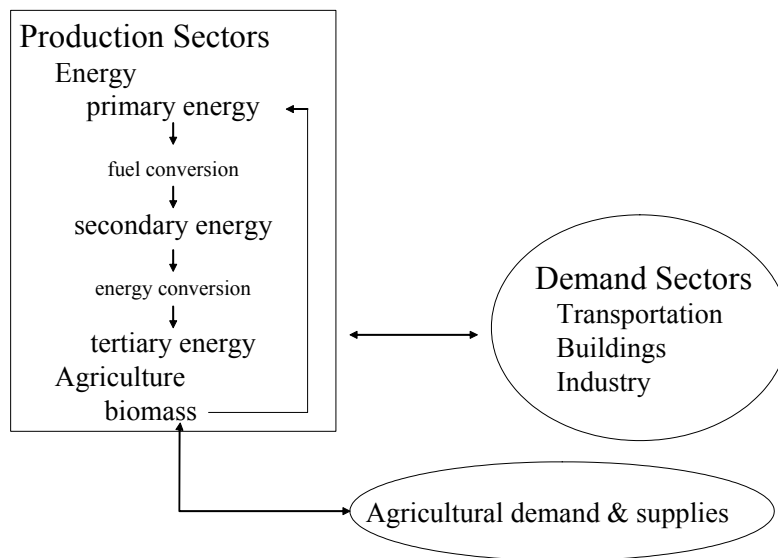 Production Sectors
Energy
primary energy
fuel conversion
secondary energy
energy conversion
tertiary energy
Agriculture
biomass
Demand Sectors
Transportation
Buildings
Industry
Agricultural demand & supplies